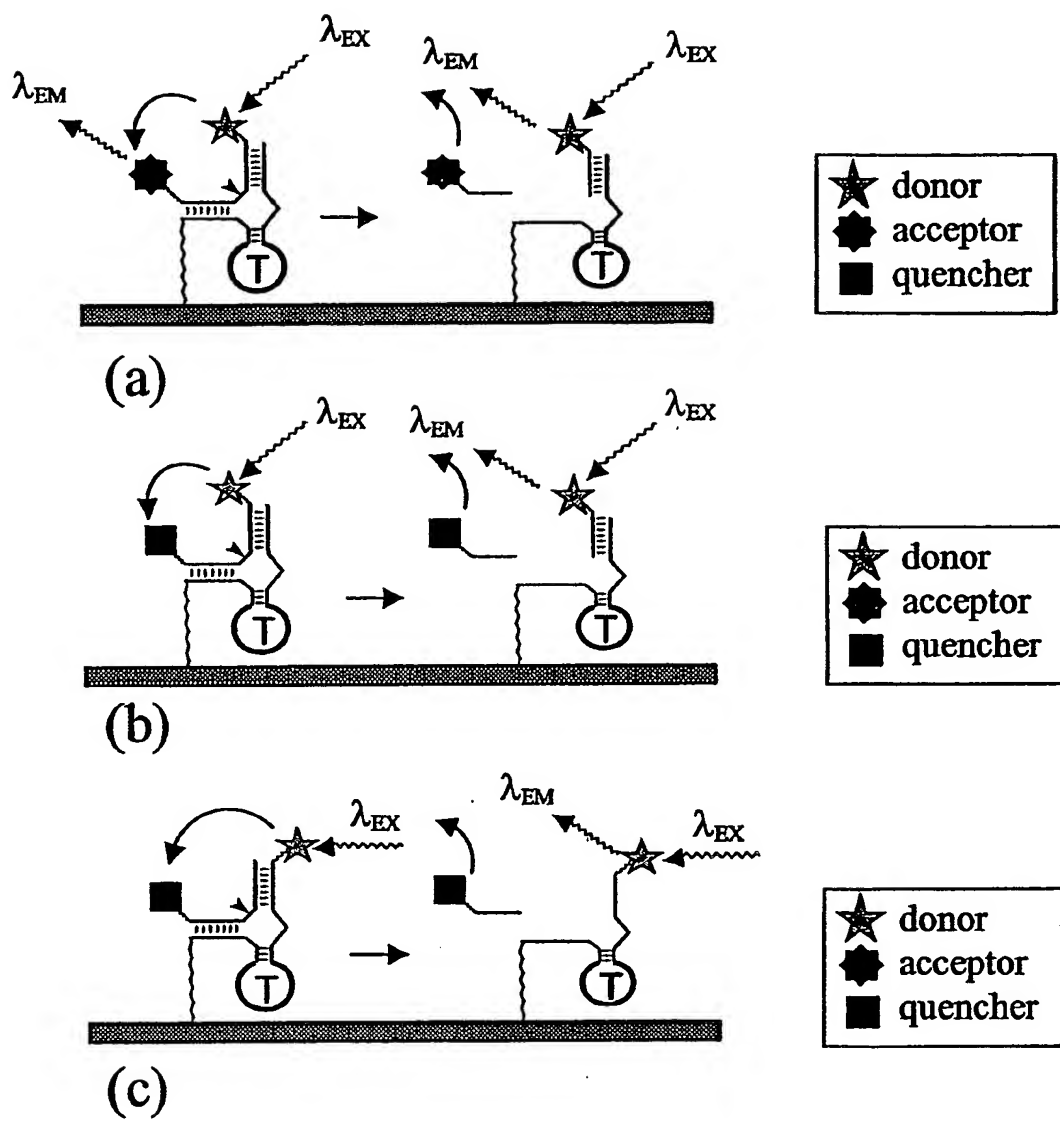 λEX
λEM
λEX
λEM
T
T
donor
acceptor
quencher
(a)
λEX
λEM
λEX
T
T
donor
acceptor
quencher
(b)
λEX
λEM
λEX
T
T
donor
acceptor
quencher
(c)